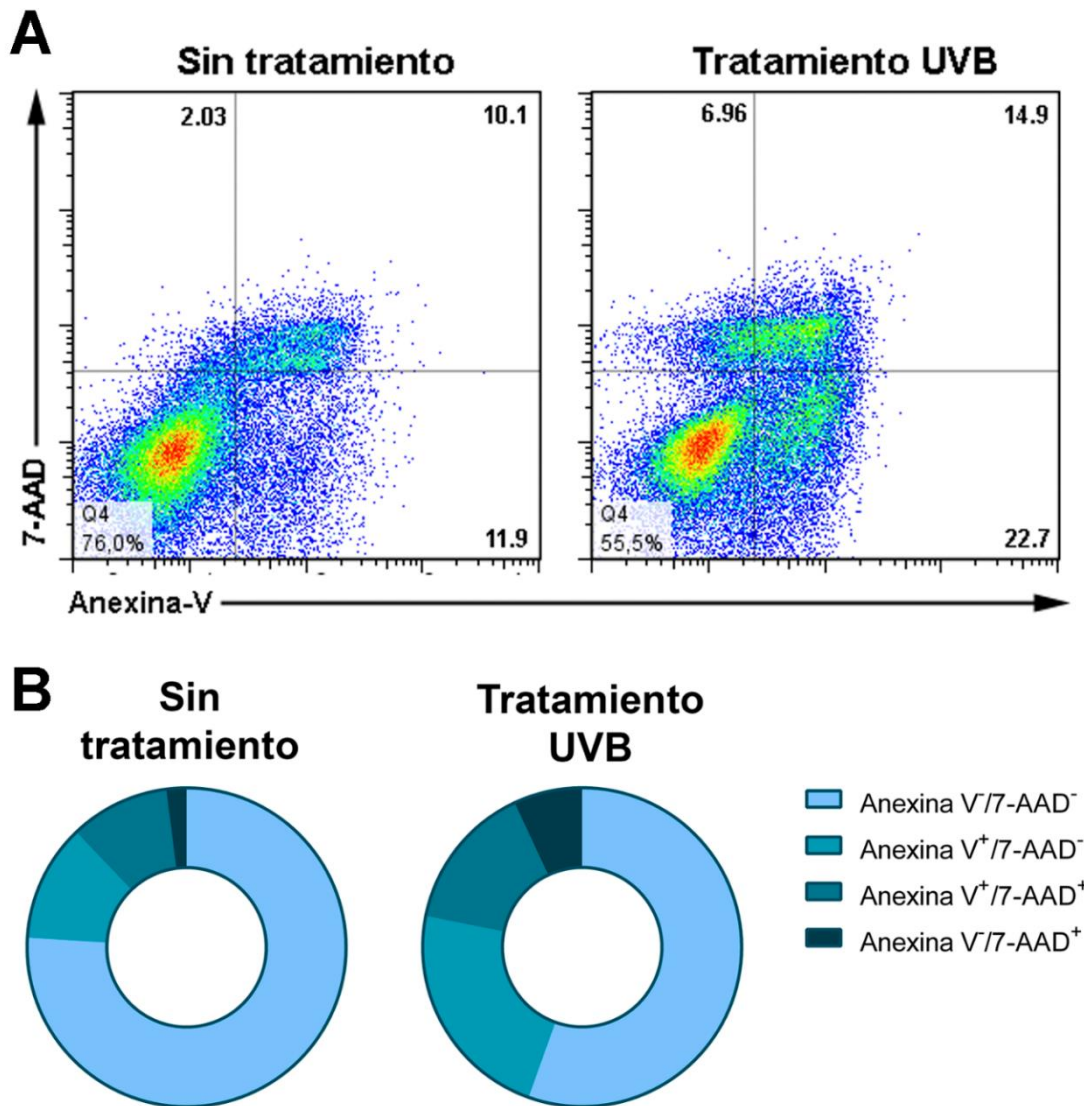 A
Sin tratamiento
Tratamiento UVB
2.03
10.1
6.96
14.9
7-AAD
Q4
76,0%
11.9
Q4
55,5%
22.7
Anexina-V
B
Sin
tratamiento
Tratamiento
UVB
Anexina V⁻/7-AAD⁻
Anexina V⁺/7-AAD⁻
Anexina V⁺/7-AAD⁺
Anexina V⁻/7-AAD⁺